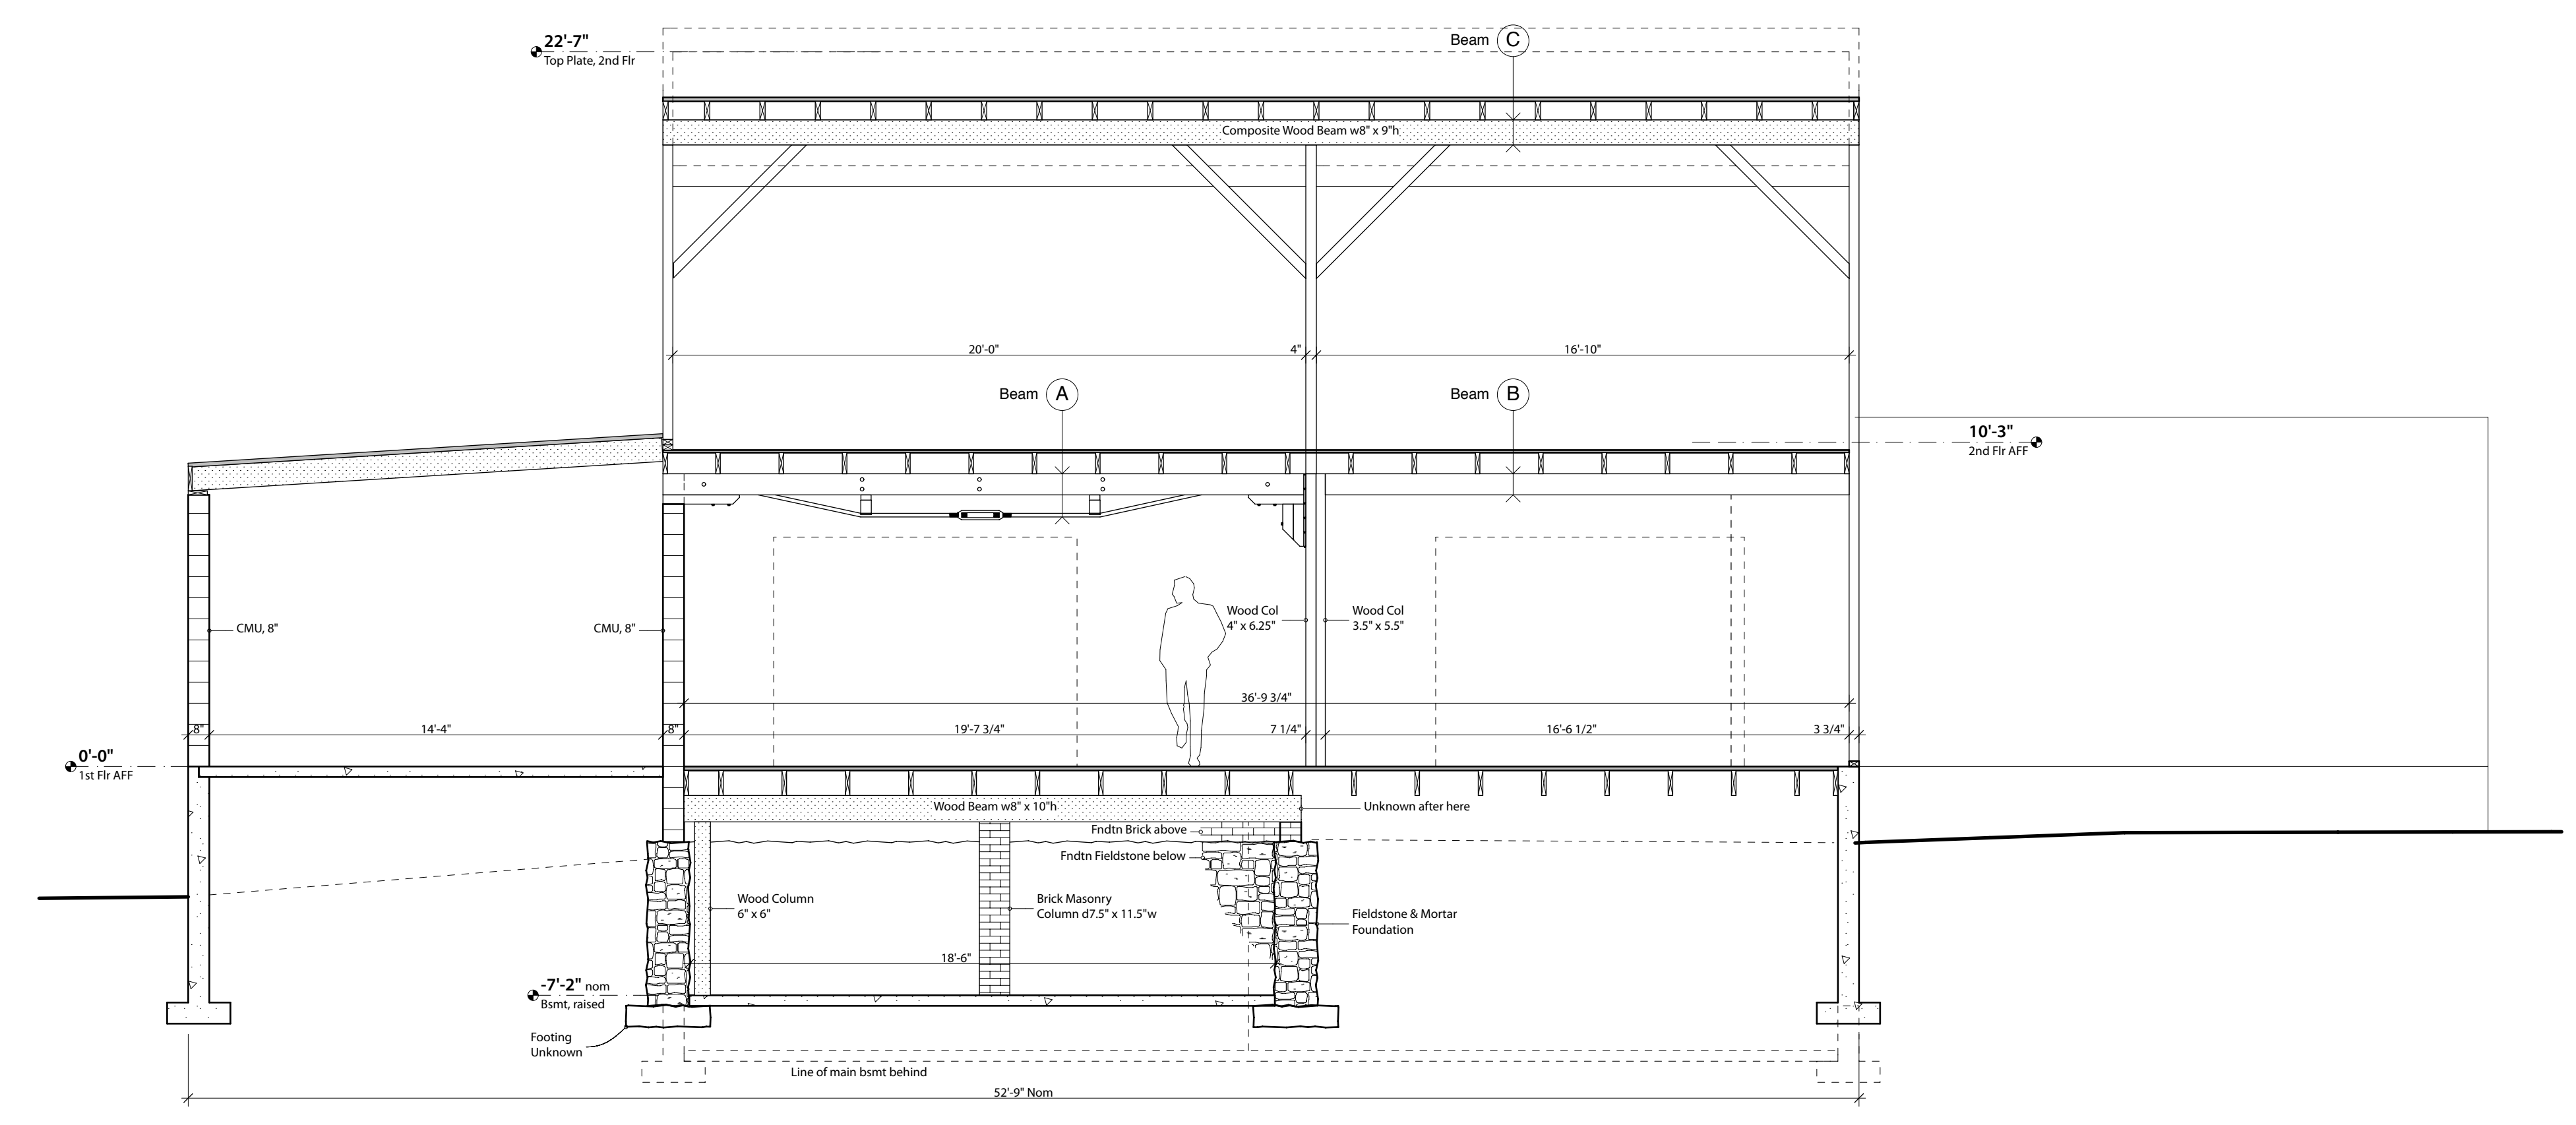 22'-7"
Top Plate, 2nd Flr
Beam C
Composite Wood Beam w8" x 9"h
20'-0" 4" 16'-10"
Beam A
Beam B
10'-3"
2nd Flr AFF
CMU, 8"
CMU, 8"
Wood Col
4" x 6.25"
Wood Col
3.5" x 5.5"
36'-9 3/4"
8" 14'-4" 8" 19'-7 3/4" 7 1/4" 16'-6 1/2" 3 3/4"
0'-0"
1st Flr AFF
Wood Beam w8" x 10"h
Unknown after here
Fndtn Brick above
Fndtn Fieldstone below
Wood Column
6" x 6"
Brick Masonry
Column d7.5" x 11.5"w
Fieldstone & Mortar
Foundation
18'-6"
-7'-2" nom
Bsmt, raised
Footing
Unknown
Line of main bsmt behind
52'-9" Nom